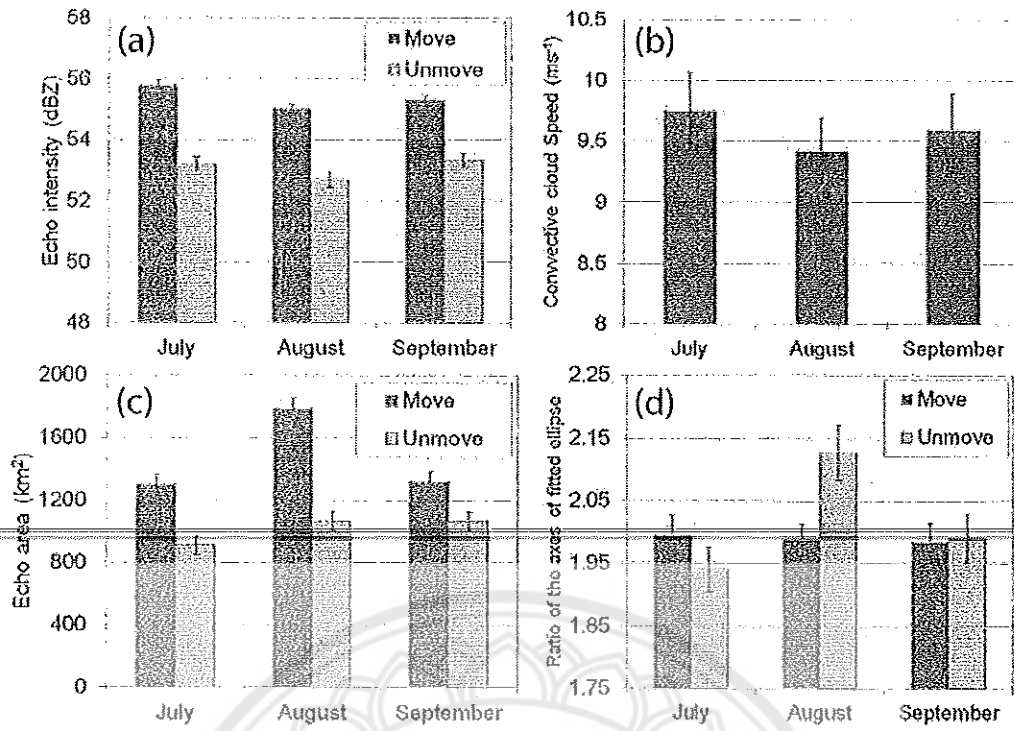 (a)
Move
Unmove
Echo intensity (dBZ)
58
56
54
52
50
48
July August September
(b)
Convvective cloud Speed (ms⁻¹)
10.5
10
9.5
9
8.5
8
July August September
(c)
Move
Unmove
Echo area (km²)
2000
1600
1200
800
400
0
July August September
(d)
Move
Unmove
Ratio of the axes of fitted ellipse
2.25
2.15
2.05
1.95
1.85
1.75
July August September